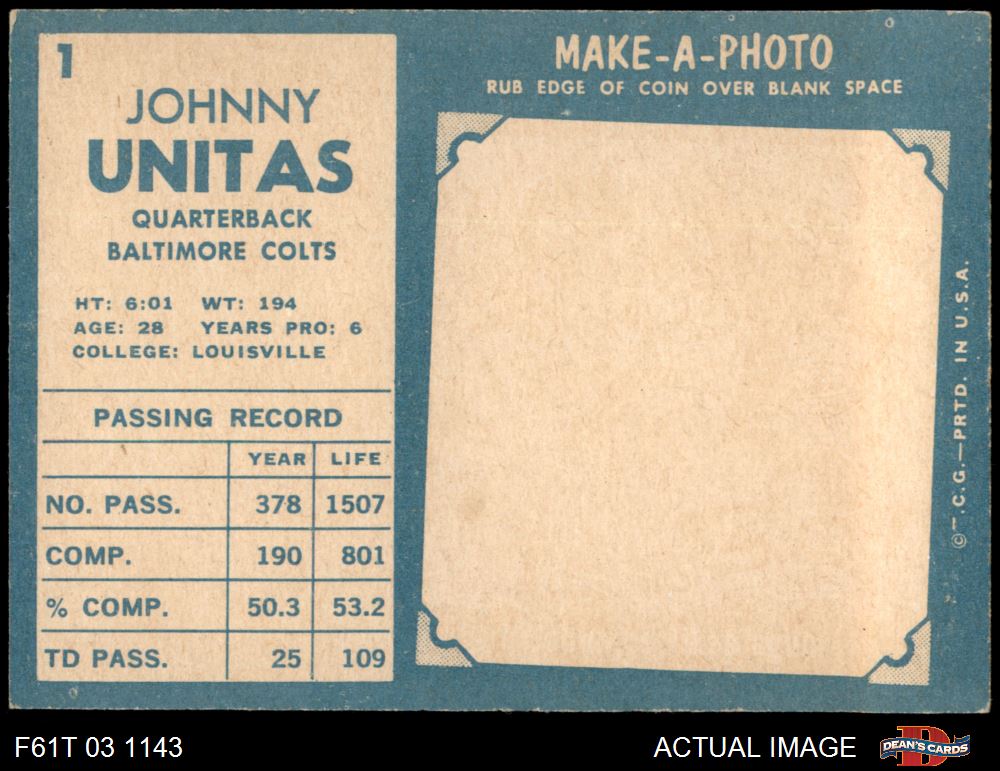 1
JOHNNY
UNITAS
QUARTERBACK
BALTIMORE COLTS
HT: 6:01 WT: 194
AGE: 28 YEARS PRO: 6
COLLEGE: LOUISVILLE
PASSING RECORD
YEAR LIFE
NO. PASS. 378 1507
COMP. 190 801
% COMP. 50.3 53.2
TD PASS. 25 109
MAKE-A-PHOTO
RUB EDGE OF COIN OVER BLANK SPACE
© T.C.G.—PRTD. IN U.S.A.
F61T 03 1143
ACTUAL IMAGE
DEAN'S CARDS